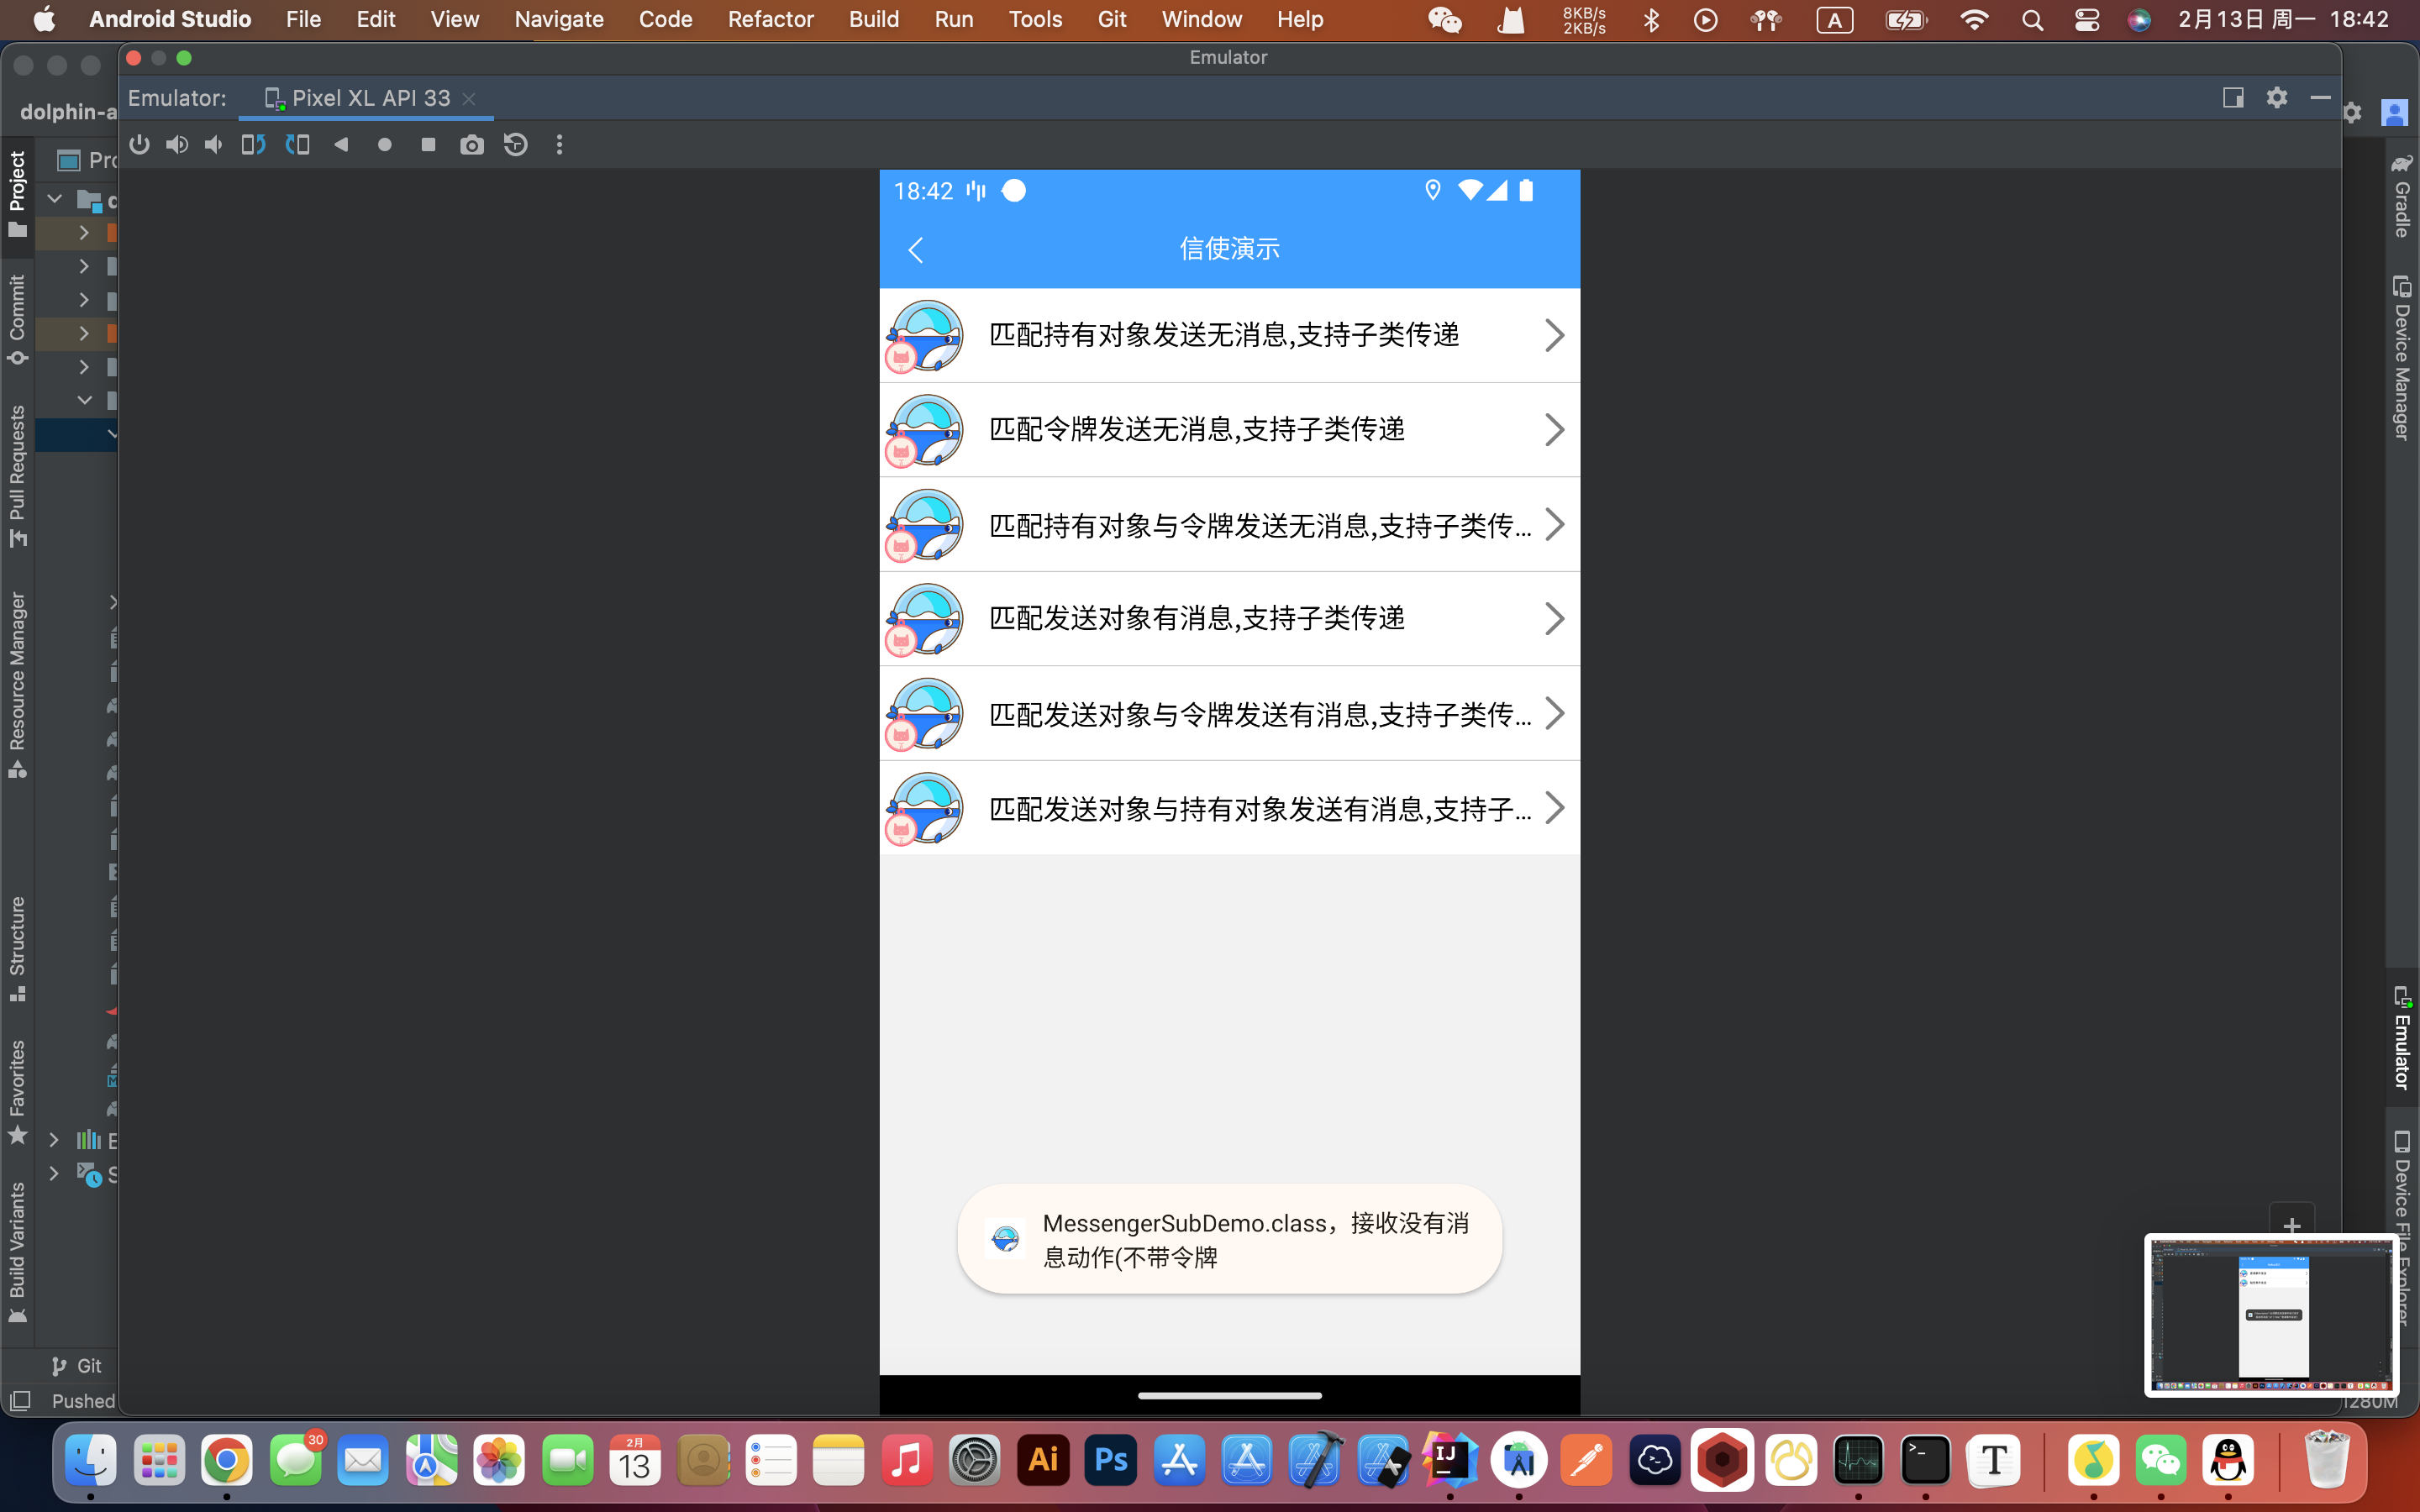 Android Studio File Edit View Navigate Code Refactor Build Run Tools Git Window Help 8KB/s A 2月13日 周一 18:42
2KB/s
Emulator
Emulator: Pixel XL API 33
dolphin-a
Project
Commit
Pull Requests
Resource Manager
Structure
Favorites
Build Variants
18:42
信使演示
匹配持有对象发送无消息,支持子类传递
匹配令牌发送无消息,支持子类传递
匹配持有对象与令牌发送无消息,支持子类传...
匹配发送对象有消息,支持子类传递
匹配发送对象与令牌发送有消息,支持子类传...
匹配发送对象与持有对象发送有消息,支持子...
MessengerSubDemo.class，接收没有消
息动作(不带令牌
Gradle
Device Manager
Emulator
Device File Explorer
Git
Pushed
1280M
30
2月
13
Ai
Ps
IJ
T